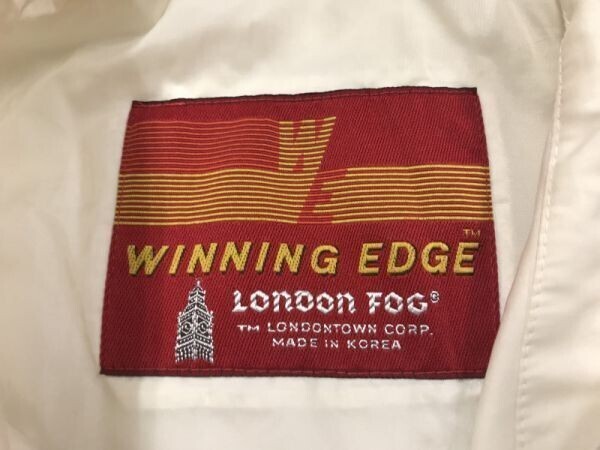 WE
WINNING EDGE™
LONDON FOG®
TM LONDONTOWN CORP.
MADE IN KOREA